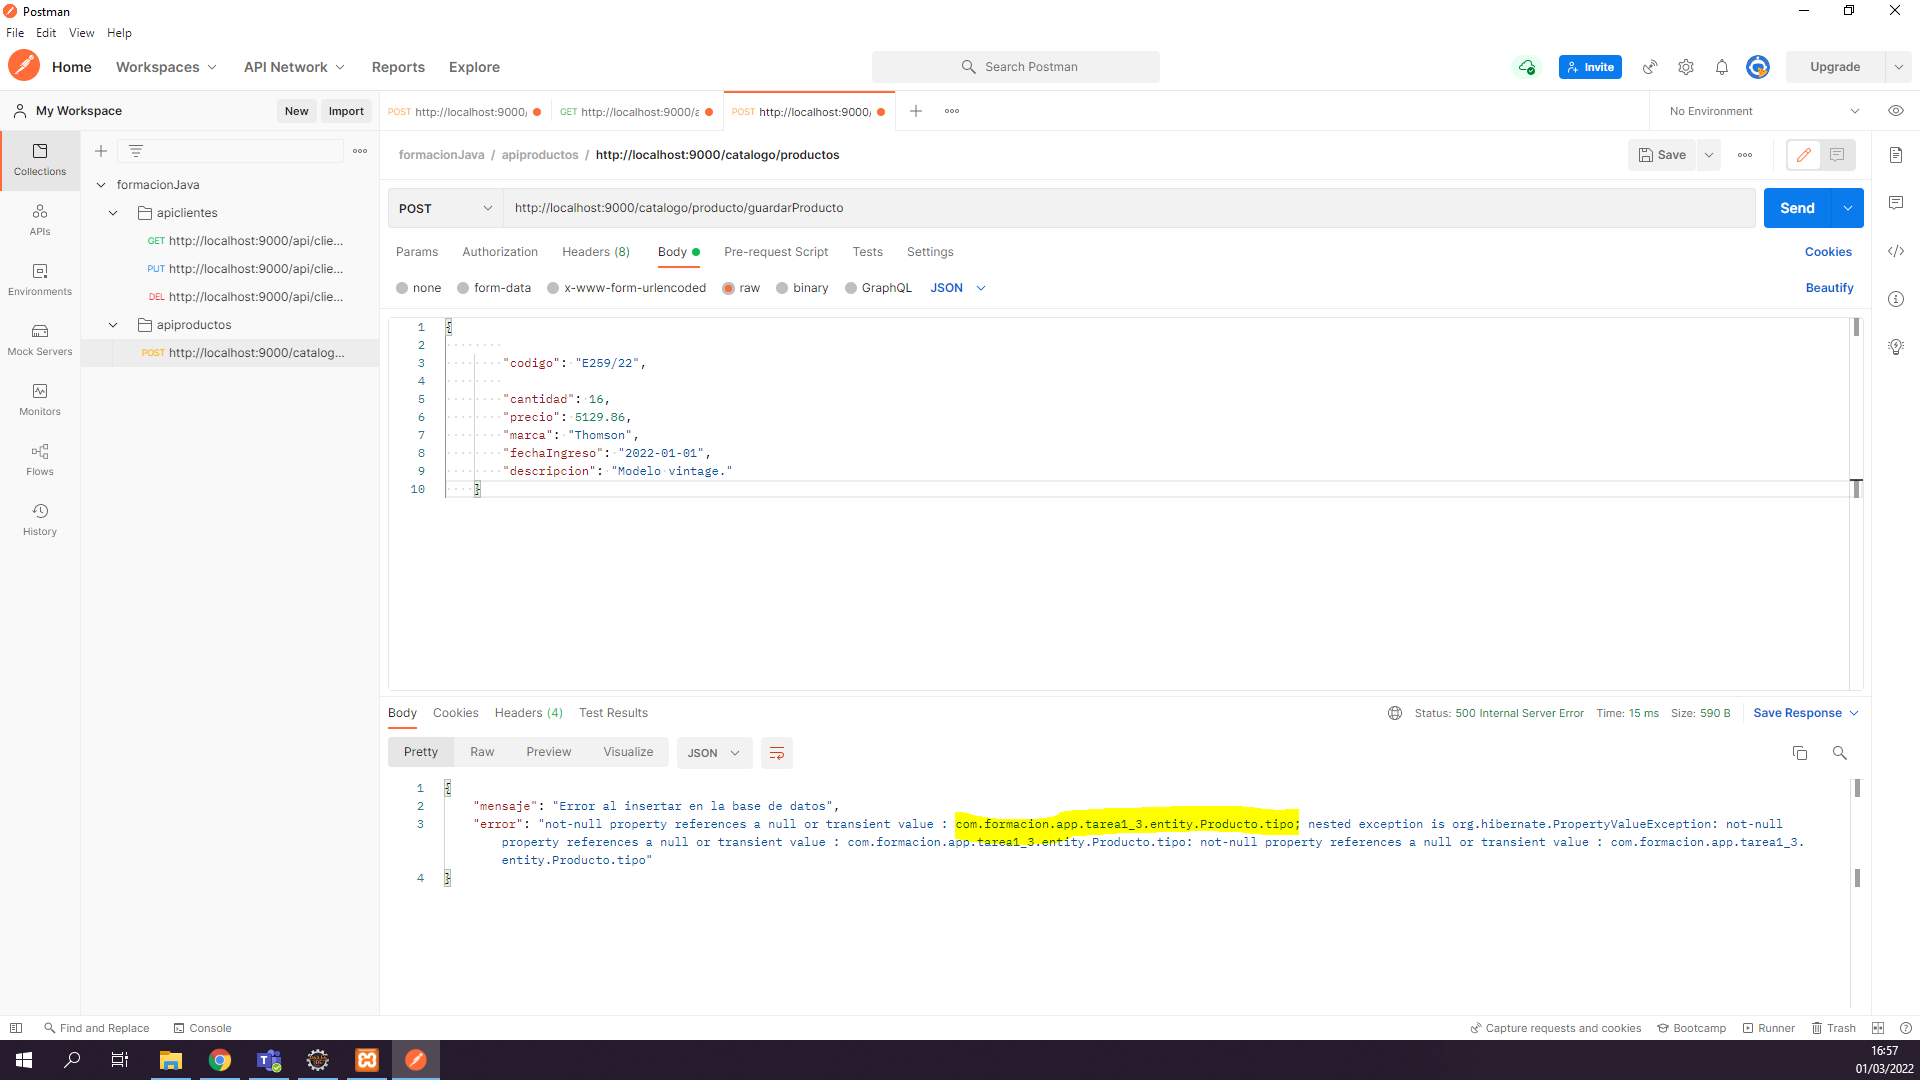 Postman
File Edit View Help
Home Workspaces API Network Reports Explore Search Postman Invite Upgrade
My Workspace New Import POST http://localhost:9000/ GET http://localhost:9000/a POST http://localhost:9000/ No Environment
Collections
APIs
Environments
Mock Servers
Monitors
Flows
History
formacionJava
apiclientes
GET http://localhost:9000/api/clie...
PUT http://localhost:9000/api/clie...
DEL http://localhost:9000/api/clie...
apiproductos
POST http://localhost:9000/catalog...
formacionJava / apiproductos / http://localhost:9000/catalogo/productos Save
POST http://localhost:9000/catalogo/producto/guardarProducto Send
Params Authorization Headers (8) Body Pre-request Script Tests Settings Cookies
none form-data x-www-form-urlencoded raw binary GraphQL JSON Beautify
1 {
2
3 "codigo": "E259/22",
4
5 "cantidad": 16,
6 "precio": 5129.86,
7 "marca": "Thomson",
8 "fechaIngreso": "2022-01-01",
9 "descripcion": "Modelo vintage."
10 }
Body Cookies Headers (4) Test Results Status: 500 Internal Server Error Time: 15 ms Size: 590 B Save Response
Pretty Raw Preview Visualize JSON
1 {
2 "mensaje": "Error al insertar en la base de datos",
3 "error": "not-null property references a null or transient value : com.formacion.app.tarea1_3.entity.Producto.tipo; nested exception is org.hibernate.PropertyValueException: not-null
property references a null or transient value : com.formacion.app.tarea1_3.entity.Producto.tipo: not-null property references a null or transient value : com.formacion.app.tarea1_3.
entity.Producto.tipo"
4 }
Find and Replace Console Capture requests and cookies Bootcamp Runner Trash
16:57
01/03/2022